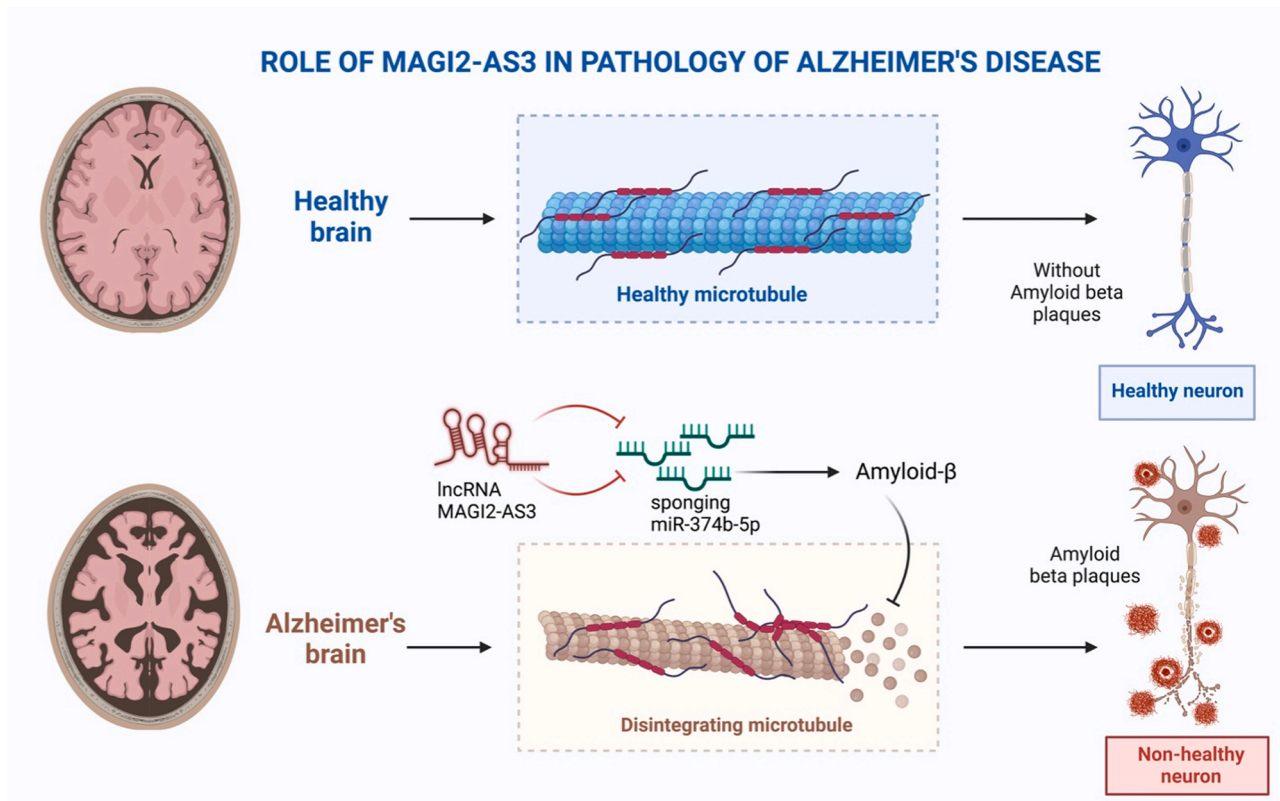 ROLE OF MAGI2-AS3 IN PATHOLOGY OF ALZHEIMER'S DISEASE
Healthy
brain
Healthy microtubule
Without
Amyloid beta
plaques
Healthy neuron
lncRNA
MAGI2-AS3
sponging
miR-374b-5p
Amyloid-β
Alzheimer's
brain
Disintegrating microtubule
Amyloid
beta plaques
Non-healthy
neuron